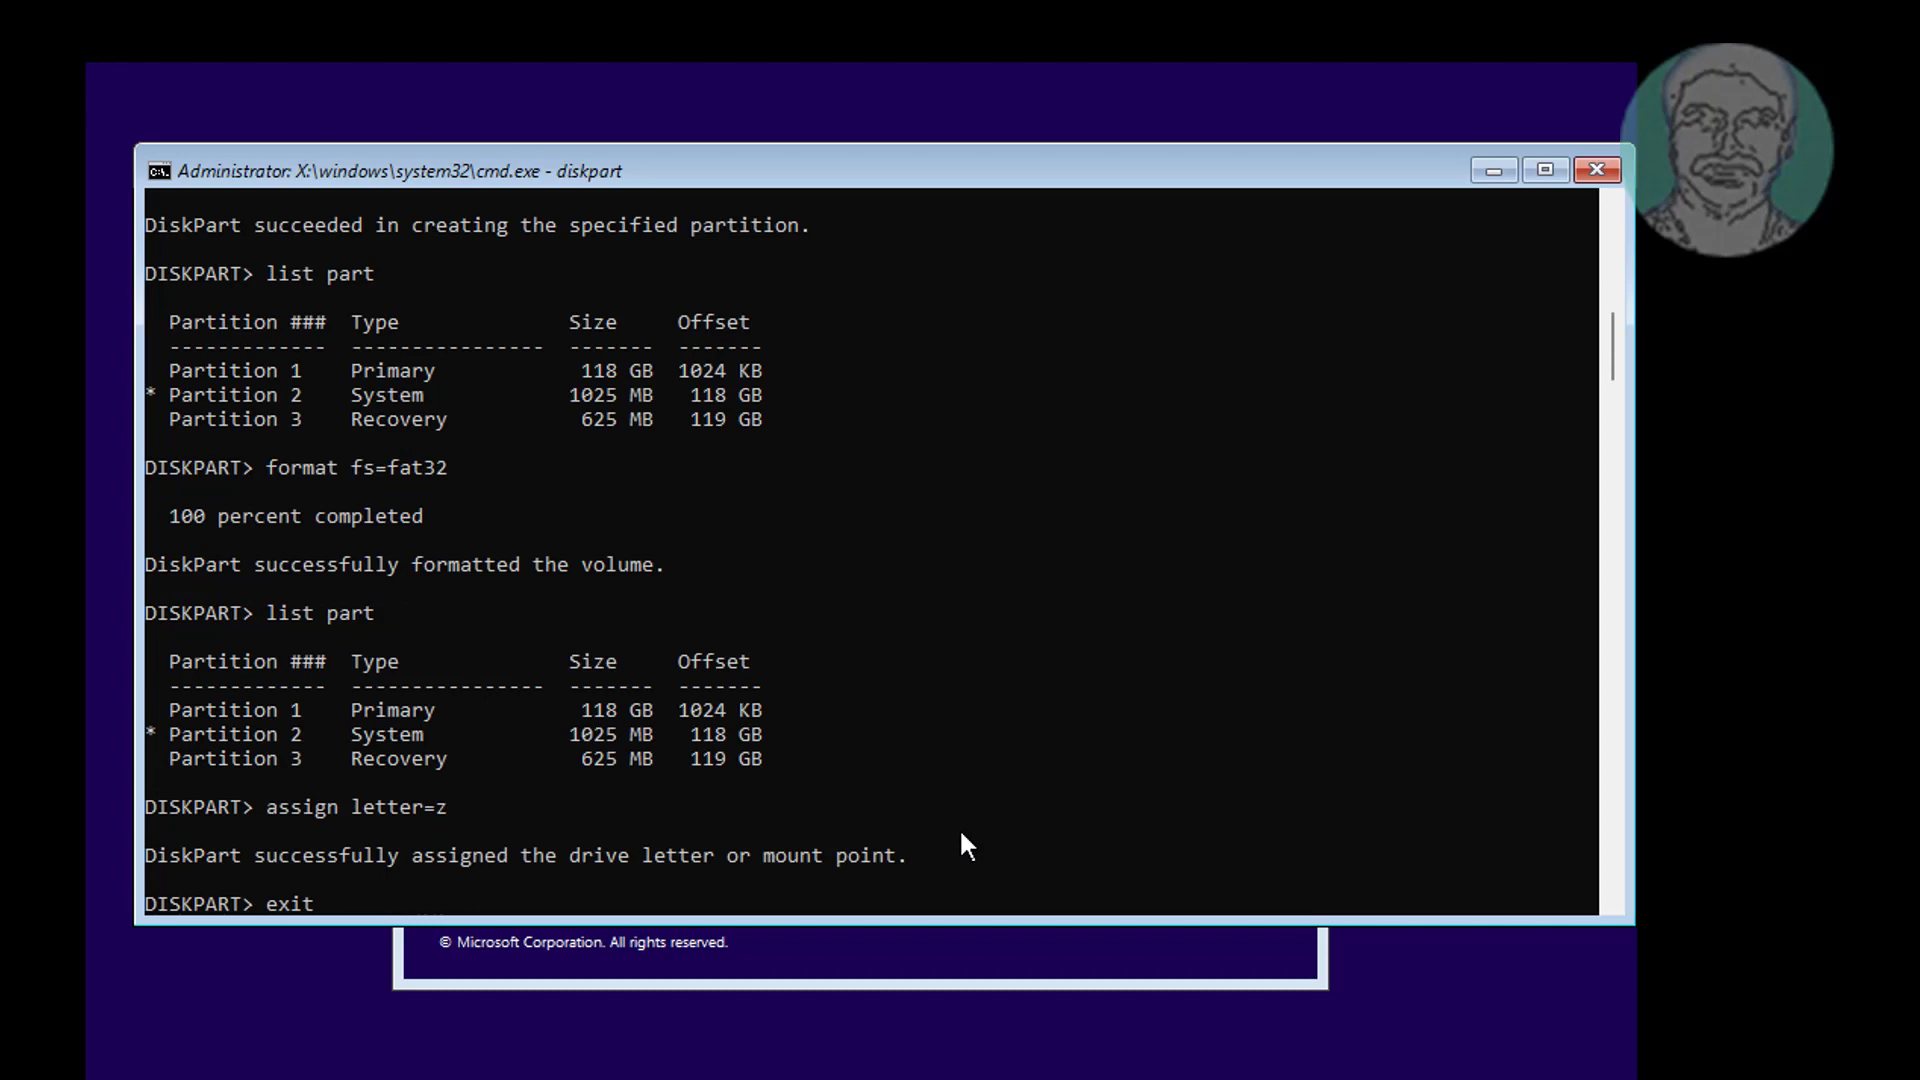 Administrator: X:\windows\system32\cmd.exe - diskpart
DiskPart succeeded in creating the specified partition.
DISKPART> list part
Partition ###  Type              Size     Offset
-------------  ----------------  -------  -------
Partition 1    Primary            118 GB  1024 KB
* Partition 2    System            1025 MB   118 GB
Partition 3    Recovery           625 MB   119 GB
DISKPART> format fs=fat32
100 percent completed
DiskPart successfully formatted the volume.
DISKPART> list part
Partition ###  Type              Size     Offset
-------------  ----------------  -------  -------
Partition 1    Primary            118 GB  1024 KB
* Partition 2    System            1025 MB   118 GB
Partition 3    Recovery           625 MB   119 GB
DISKPART> assign letter=z
DiskPart successfully assigned the drive letter or mount point.
DISKPART> exit
© Microsoft Corporation. All rights reserved.